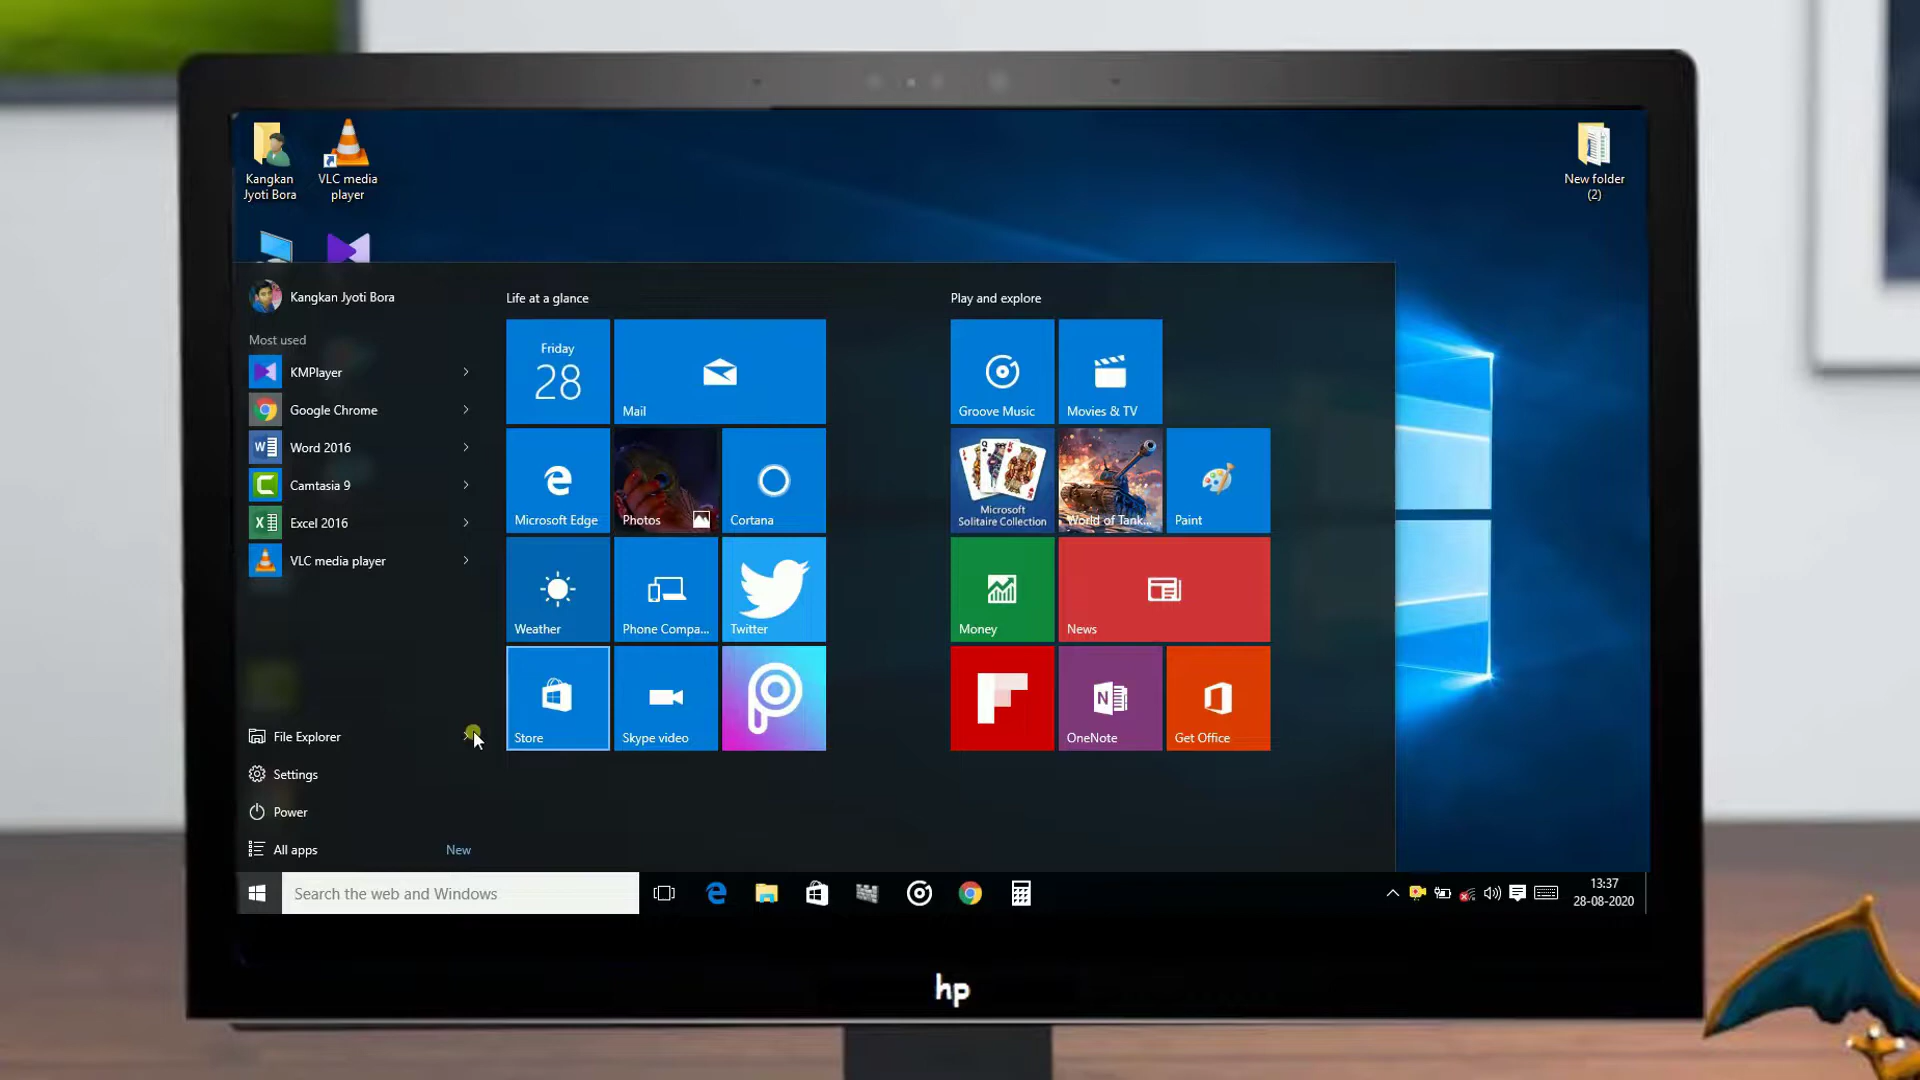 Kangkan
Jyoti Bora
VLC media
player
New folder
(2)
Kangkan Jyoti Bora
Most used
KMPlayer
Google Chrome
Word 2016
Camtasia 9
Excel 2016
VLC media player
File Explorer
Settings
Power
All apps
New
Life at a glance
Friday
28
Mail
Microsoft Edge
Photos
Cortana
Weather
Phone Compa...
Twitter
Store
Skype video
Play and explore
Groove Music
Movies & TV
Microsoft
Solitaire Collection
World of Tank...
Paint
Money
News
OneNote
Get Office
Search the web and Windows
13:37
28-08-2020
hp